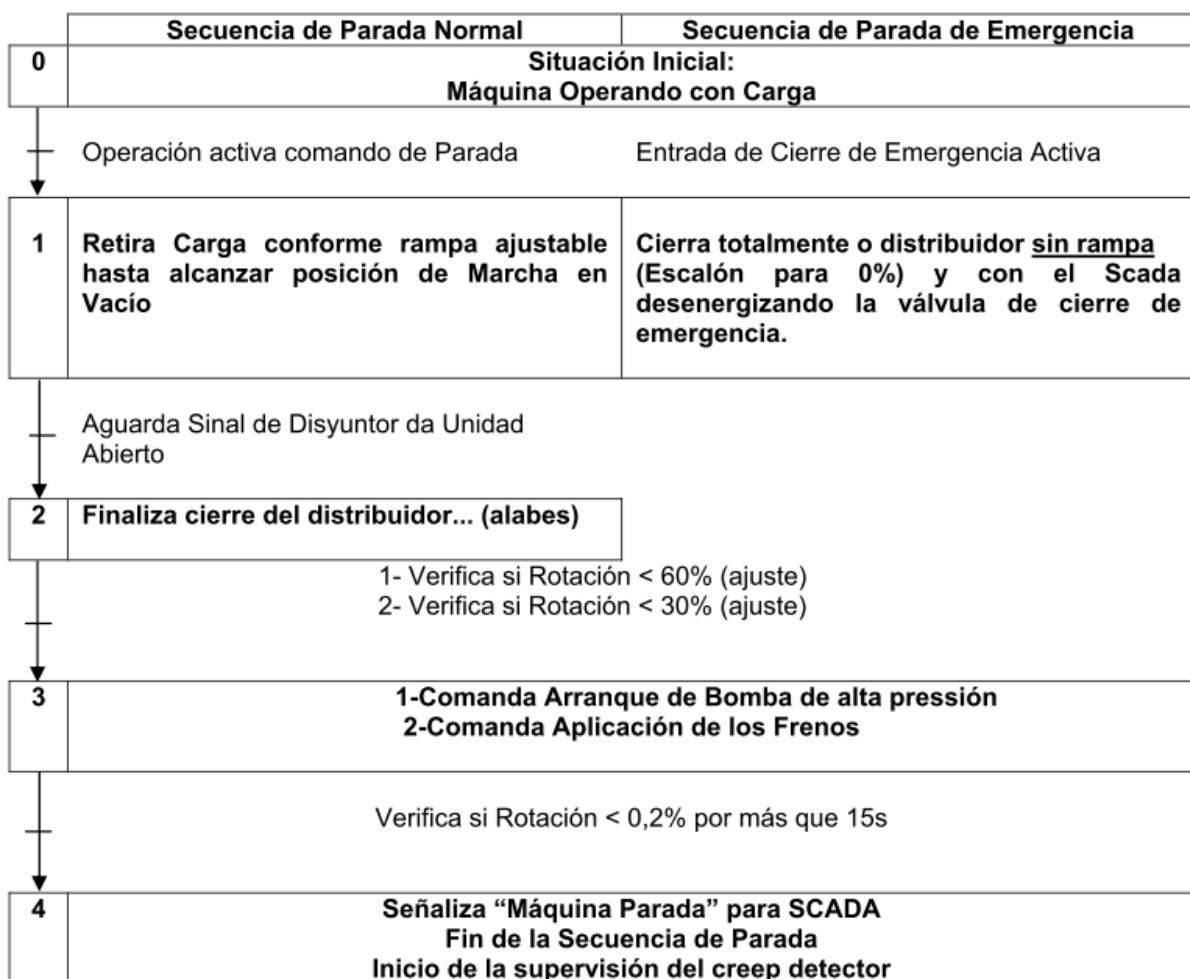 Secuencia de Parada Normal
Secuencia de Parada de Emergencia
0
Situación Inicial:
Máquina Operando con Carga
Operación activa comando de Parada
Entrada de Cierre de Emergencia Activa
1
Retira Carga conforme rampa ajustable
hasta alcanzar posición de Marcha en
Vacío
Cierra totalmente o distribuidor sin rampa
(Escalón para 0%) y con el Scada
desenergizando la válvula de cierre de
emergencia.
Aguarda Sinal de Disyuntor da Unidad
Abierto
2
Finaliza cierre del distribuidor... (alabes)
1- Verifica si Rotación < 60% (ajuste)
2- Verifica si Rotación < 30% (ajuste)
3
1-Comanda Arranque de Bomba de alta pressión
2-Comanda Aplicación de los Frenos
Verifica si Rotación < 0,2% por más que 15s
4
Señaliza “Máquina Parada” para SCADA
Fin de la Secuencia de Parada
Inicio de la supervisión del creep detector